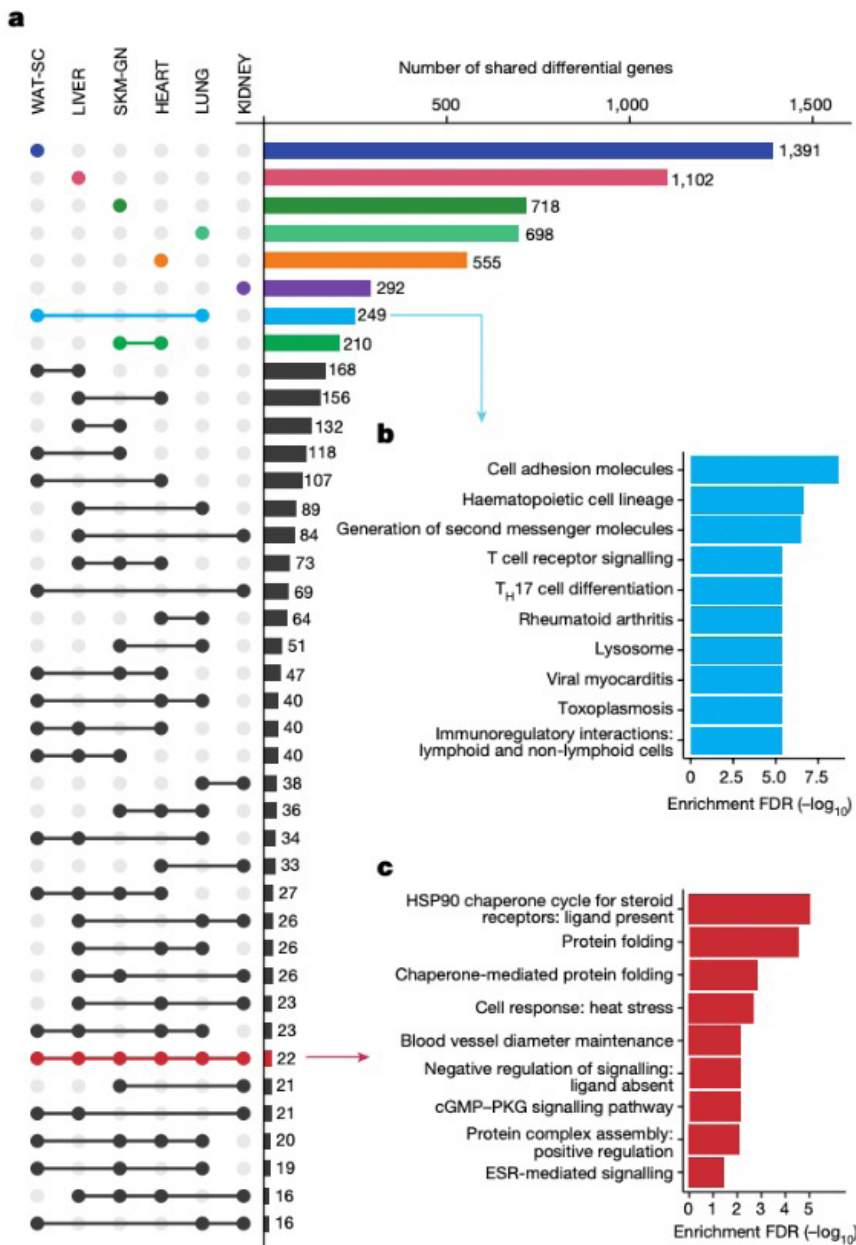 a
WAT-SC
LIVER
SKM-GN
HEART
LUNG
KIDNEY
Number of shared differential genes
500
1,000
1,500
1,391
1,102
718
698
555
292
249
210
168
156
132
118
107
89
84
73
69
64
51
47
40
40
40
38
36
34
33
27
26
26
26
23
23
22
21
21
20
19
16
16
b
Cell adhesion molecules
Haematopoietic cell lineage
Generation of second messenger molecules
T cell receptor signalling
TH17 cell differentiation
Rheumatoid arthritis
Lysosome
Viral myocarditis
Toxoplasmosis
Immunoregulatory interactions:
lymphoid and non-lymphoid cells
0 2.5 5.0 7.5
Enrichment FDR (–log10)
c
HSP90 chaperone cycle for steroid
receptors: ligand present
Protein folding
Chaperone-mediated protein folding
Cell response: heat stress
Blood vessel diameter maintenance
Negative regulation of signalling:
ligand absent
cGMP–PKG signalling pathway
Protein complex assembly:
positive regulation
ESR-mediated signalling
0 1 2 3 4 5
Enrichment FDR (–log10)